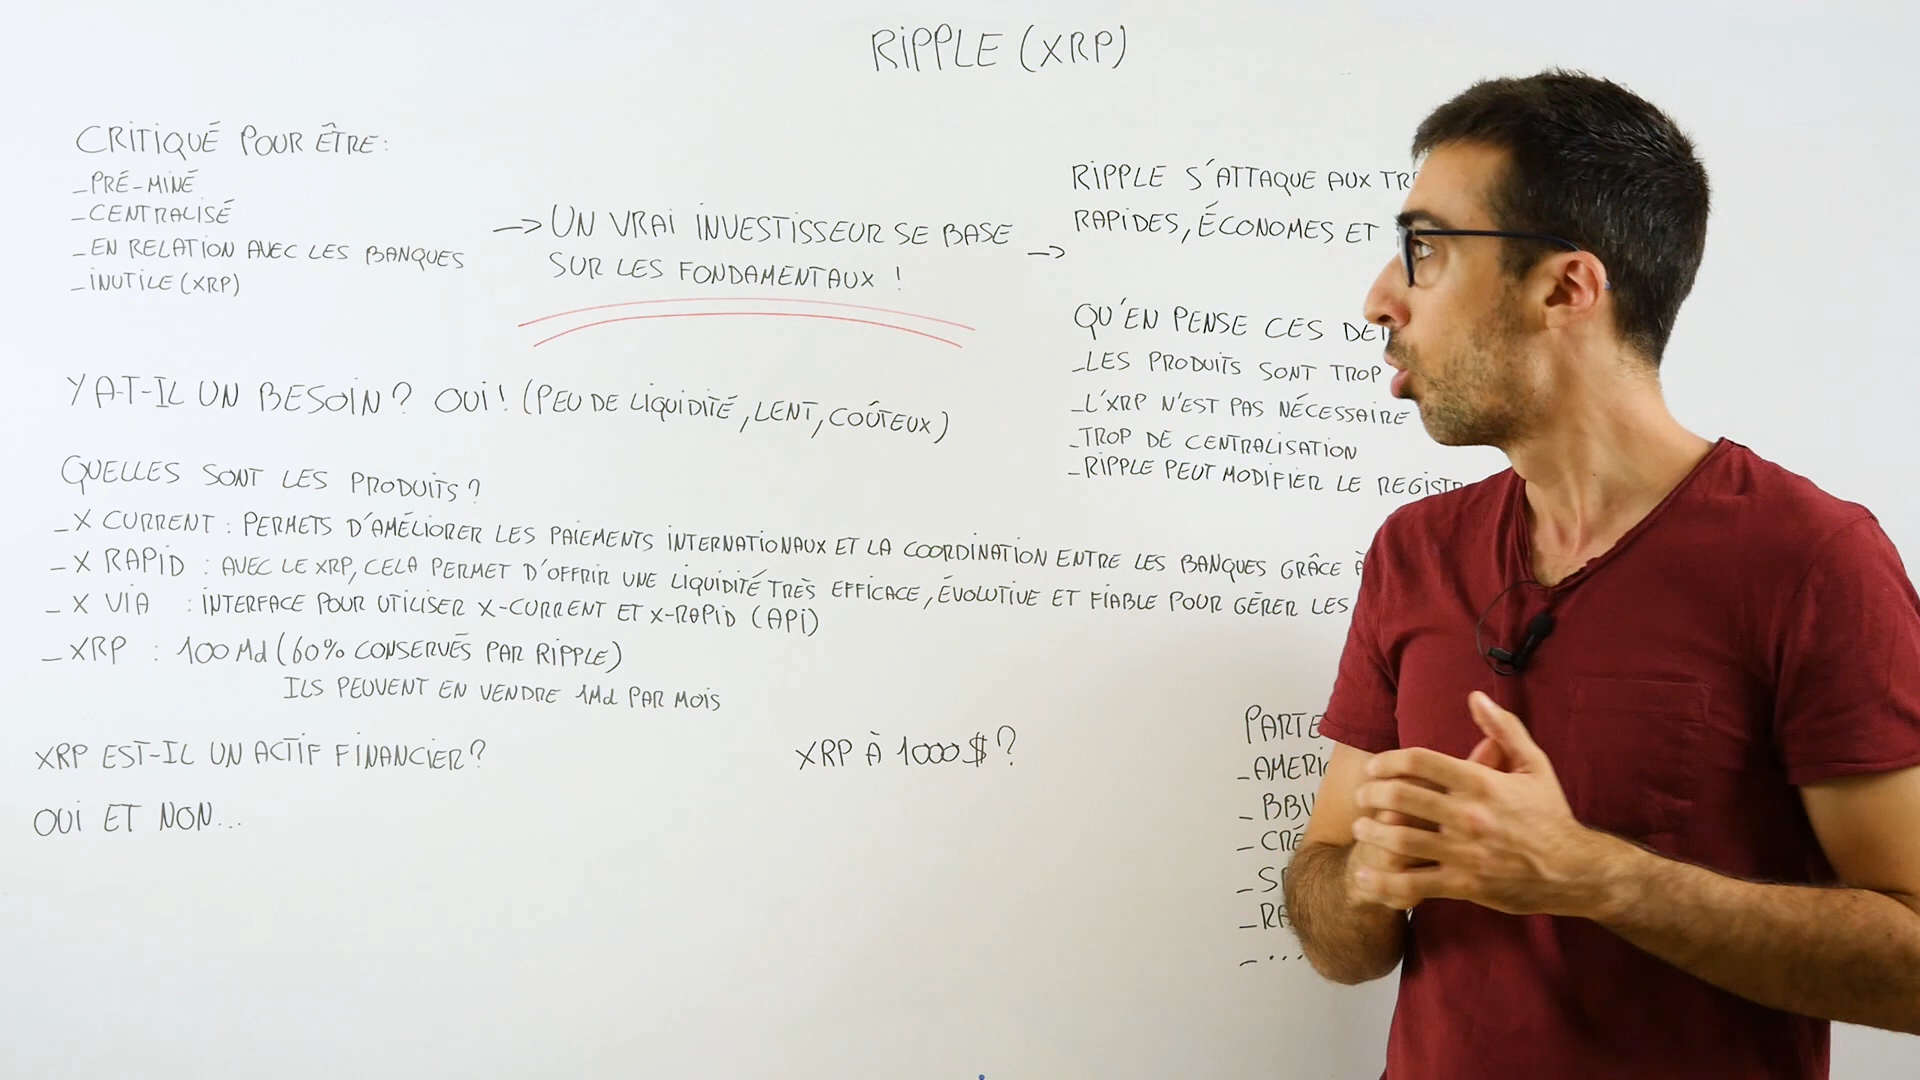 RIPPLE (XRP)
CRITIQUÉ POUR ÊTRE:
_PRÉ-MINÉ
_CENTRALISÉ
_EN RELATION AVEC LES BANQUES
_INUTILE (XRP)
→ UN VRAI INVESTISSEUR SE BASE
SUR LES FONDAMENTAUX !
→
RIPPLE S'ATTAQUE AUX
RAPIDES, ÉCONOMES ET
QU'EN PENSE CES
_LES PRODUITS SONT TROP
_L'XRP N'EST PAS NÉCESSAIRE
_TROP DE CENTRALISATION
_RIPPLE PEUT MODIFIER LE
Y A-T-IL UN BESOIN ? OUI ! (PEU DE LIQUIDITÉ, LENT, COÛTEUX)
QUELLES SONT LES PRODUITS ?
_X CURRENT : PERMETS D'AMÉLIORER LES PAIEMENTS INTERNATIONAUX ET LA COORDINATION ENTRE LES BANQUES GRÂCE
_X RAPID : AVEC LE XRP, CELA PERMET D'OFFRIR UNE LIQUIDITÉ TRÈS EFFICACE, ÉVOLUTIVE ET FIABLE POUR GÉRER LES
_ X VIA : INTERFACE POUR UTILISER X-CURRENT ET X-RAPID (API)
_ XRP : 100 Md (60% CONSERVÉS PAR RIPPLE)
ILS PEUVENT EN VENDRE 1Md PAR MOIS
XRP EST-IL UN ACTIF FINANCIER ?
OUI ET NON...
XRP À 1000 $ ?
_ ...